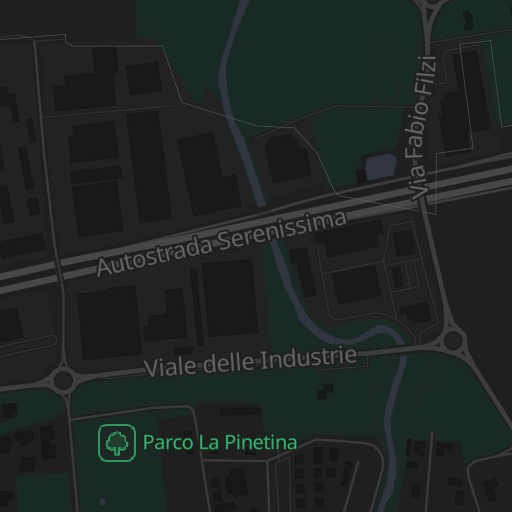 Via Fabio Filzi
Autostrada Serenissima
Viale delle Industrie
Parco La Pinetina